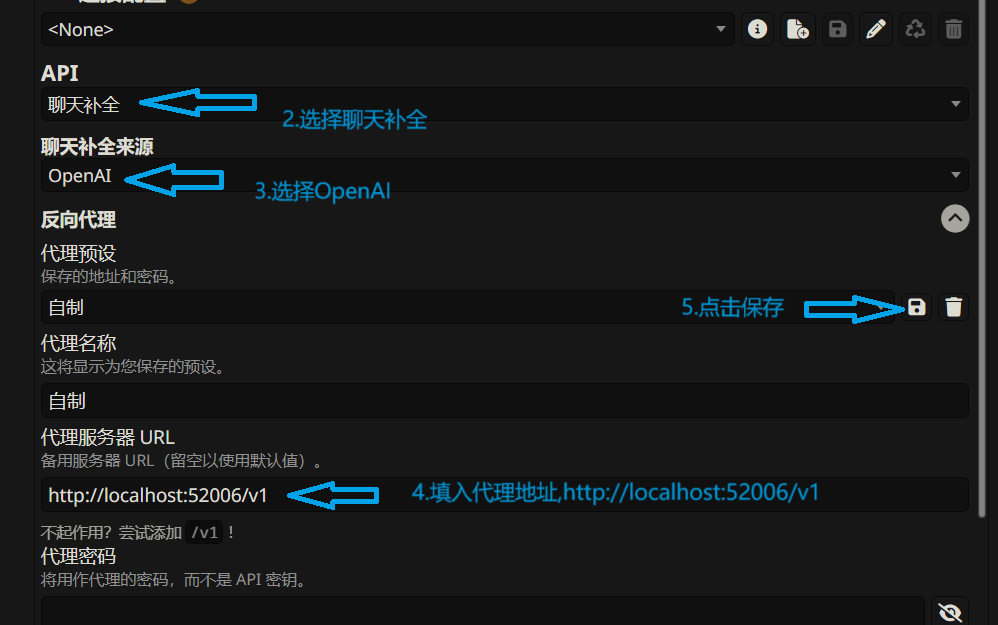 <None>
API
聊天补全
2.选择聊天补全
聊天补全来源
OpenAI
3.选择OpenAI
反向代理
代理预设
保存的地址和密码。
自制
5.点击保存
代理名称
这将显示为您保存的预设。
自制
代理服务器 URL
备用服务器 URL（留空以使用默认值）。
http://localhost:52006/v1
4.填入代理地址,http://localhost:52006/v1
不起作用？尝试添加 /v1 ！
代理密码
将用作代理的密码，而不是 API 密钥。